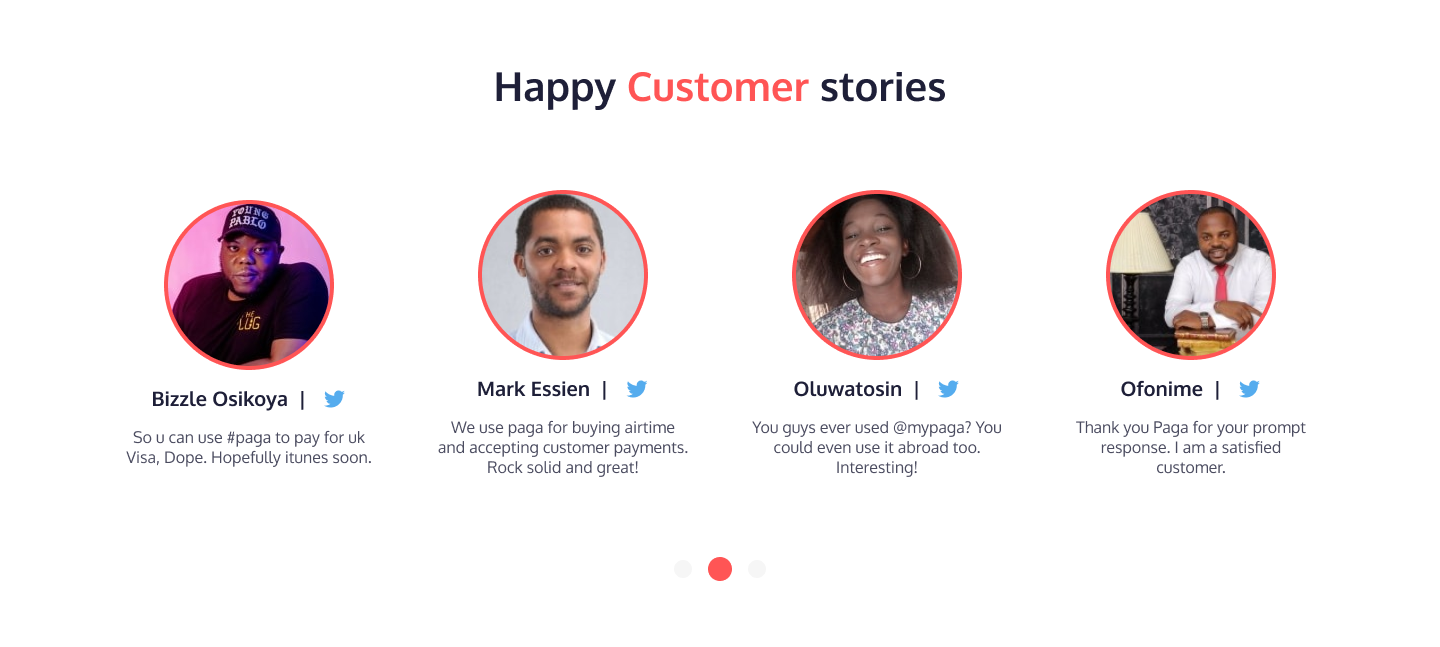 Happy Customer stories
YOUNG
PABLO
THE
Bizzle Osikoya |
So u can use #paga to pay for uk
Visa, Dope. Hopefully itunes soon.
Mark Essien |
We use paga for buying airtime
and accepting customer payments.
Rock solid and great!
Oluwatosin |
You guys ever used @mypaga? You
could even use it abroad too.
Interesting!
Ofonime |
Thank you Paga for your prompt
response. I am a satisfied
customer.